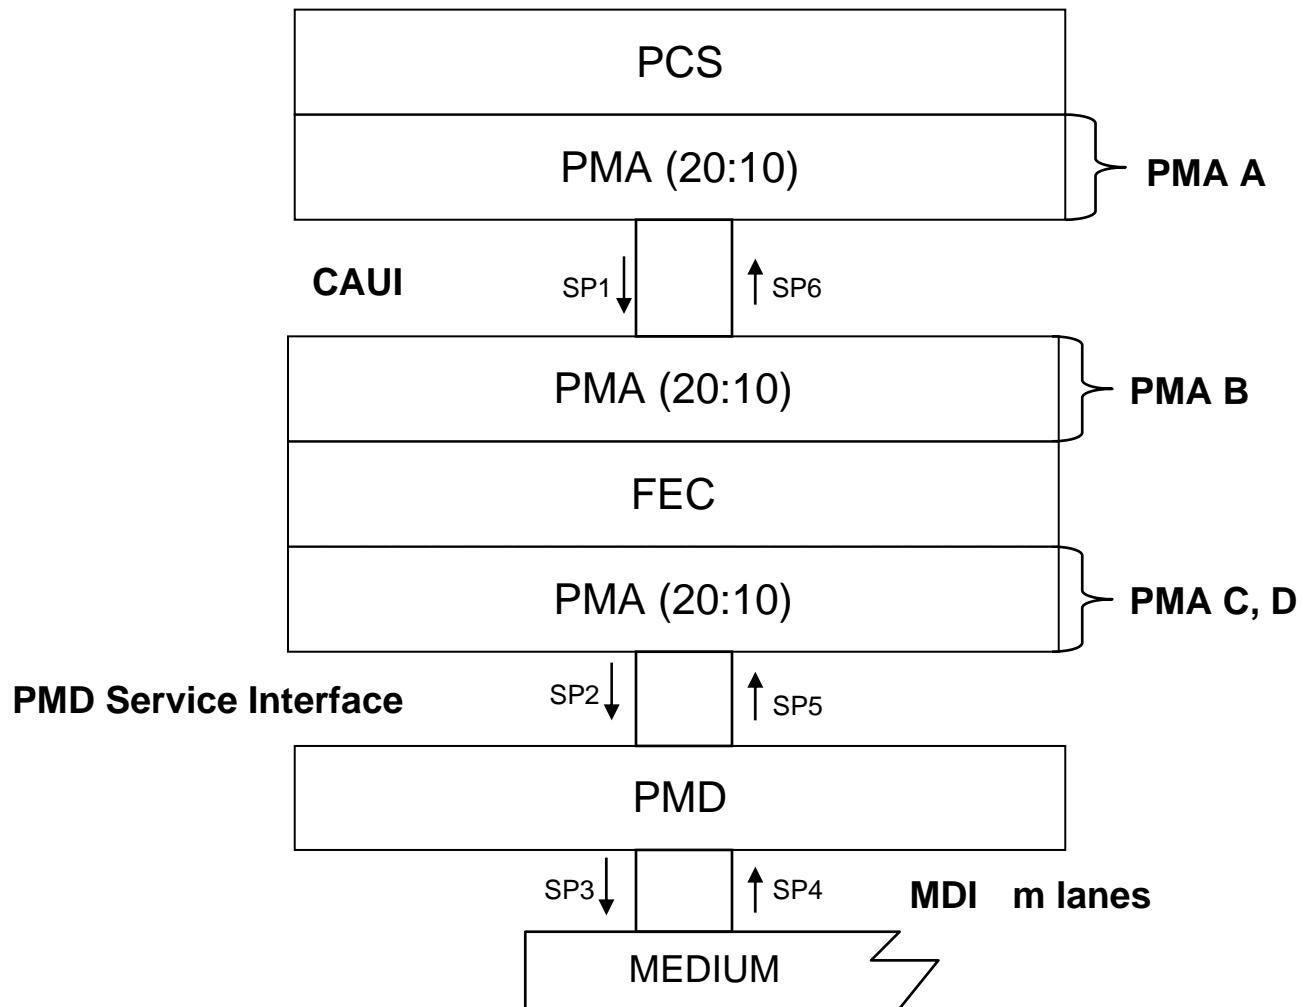 PCS
PMA (20:10)
PMA A
CAUI
SP1
SP6
PMA (20:10)
PMA B
FEC
PMA (20:10)
PMA C, D
PMD Service Interface
SP2
SP5
PMD
SP3
SP4
MDI m lanes
MEDIUM